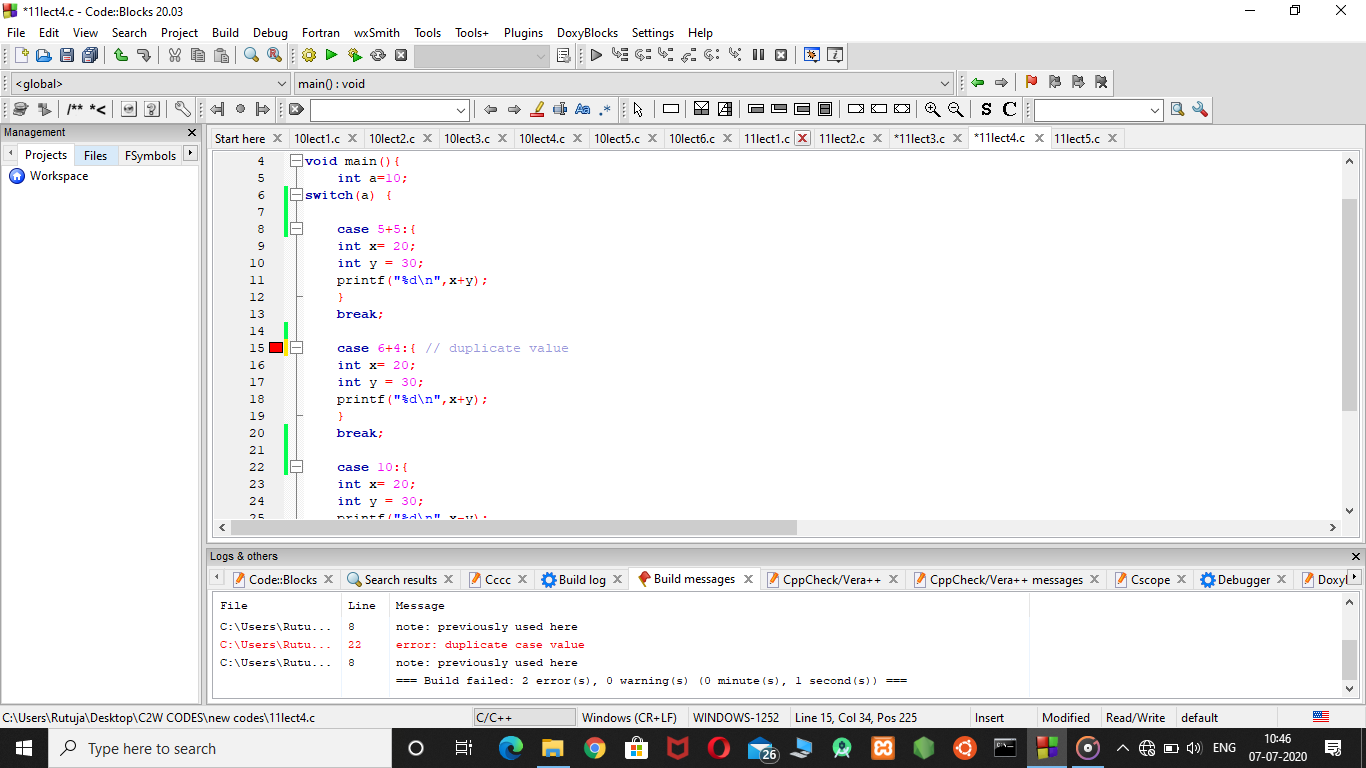 *11lect4.c - Code::Blocks 20.03
File Edit View Search Project Build Debug Fortran wxSmith Tools Tools+ Plugins DoxyBlocks Settings Help
<global> main() : void
/** *< Aa .* S C
Management
Projects Files FSymbols
Workspace
Start here 10lect1.c 10lect2.c 10lect3.c 10lect4.c 10lect5.c 10lect6.c 11lect1.c 11lect2.c *11lect3.c *11lect4.c 11lect5.c
4 void main(){
5 int a=10;
6 switch(a) {
7
8 case 5+5:{
9 int x= 20;
10 int y = 30;
11 printf("%d\n",x+y);
12 }
13 break;
14
15 case 6+4:{ // duplicate value
16 int x= 20;
17 int y = 30;
18 printf("%d\n",x+y);
19 }
20 break;
21
22 case 10:{
23 int x= 20;
24 int y = 30;
25 printf("%d\n",x+y);
Logs & others
Code::Blocks Search results Cccc Build log Build messages CppCheck/Vera++ CppCheck/Vera++ messages Cscope Debugger Doxyl
File Line Message
C:\Users\Rutu... 8 note: previously used here
C:\Users\Rutu... 22 error: duplicate case value
C:\Users\Rutu... 8 note: previously used here
=== Build failed: 2 error(s), 0 warning(s) (0 minute(s), 1 second(s)) ===
C:\Users\Rutuja\Desktop\C2W CODES\new codes\11lect4.c C/C++ Windows (CR+LF) WINDOWS-1252 Line 15, Col 34, Pos 225 Insert Modified Read/Write default
Type here to search 26 ENG 10:46
07-07-2020